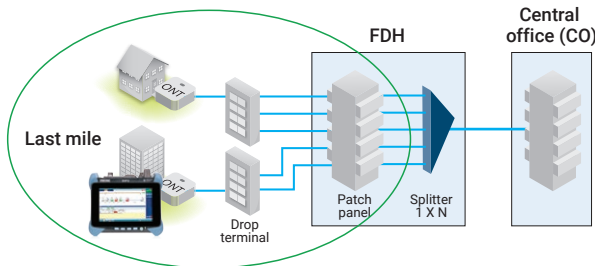 FDH
Central
office (CO)
ONT
Last mile
ONT
Drop
terminal
Patch
panel
Splitter
1 X N